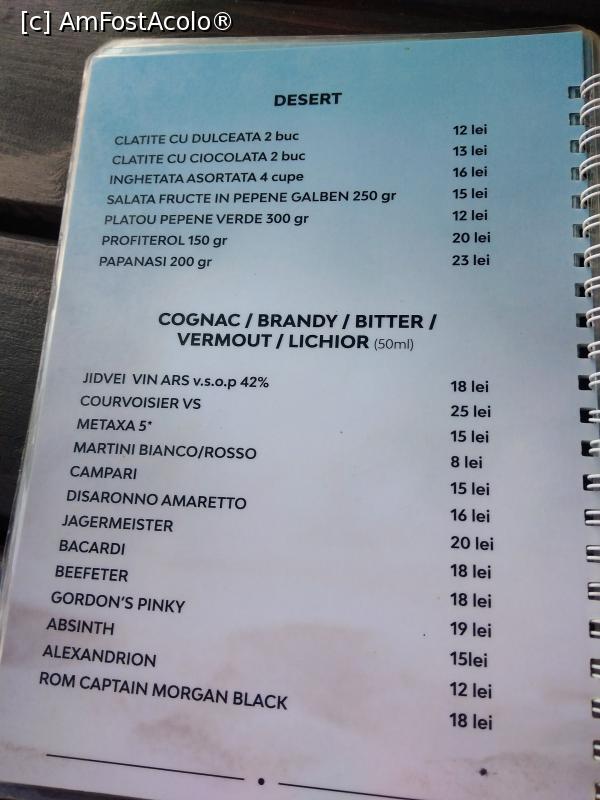 [c] AmFostAcolo®
DESERT
CLATITE CU DULCEATA 2 buc 12 lei
CLATITE CU CIOCOLATA 2 buc 13 lei
INGHETATA ASORTATA 4 cupe 16 lei
SALATA FRUCTE IN PEPENE GALBEN 250 gr 15 lei
PLATOU PEPENE VERDE 300 gr 12 lei
PROFITEROL 150 gr 20 lei
PAPANASI 200 gr 23 lei
COGNAC / BRANDY / BITTER /
VERMOUT / LICHIOR (50ml)
JIDVEI VIN ARS v.s.o.p 42% 18 lei
COURVOISIER VS 25 lei
METAXA 5* 15 lei
MARTINI BIANCO/ROSSO 8 lei
CAMPARI 15 lei
DISARONNO AMARETTO 16 lei
JAGERMEISTER 20 lei
BACARDI 18 lei
BEEFETER 18 lei
GORDON'S PINKY 19 lei
ABSINTH 15lei
ALEXANDRION 12 lei
ROM CAPTAIN MORGAN BLACK 18 lei